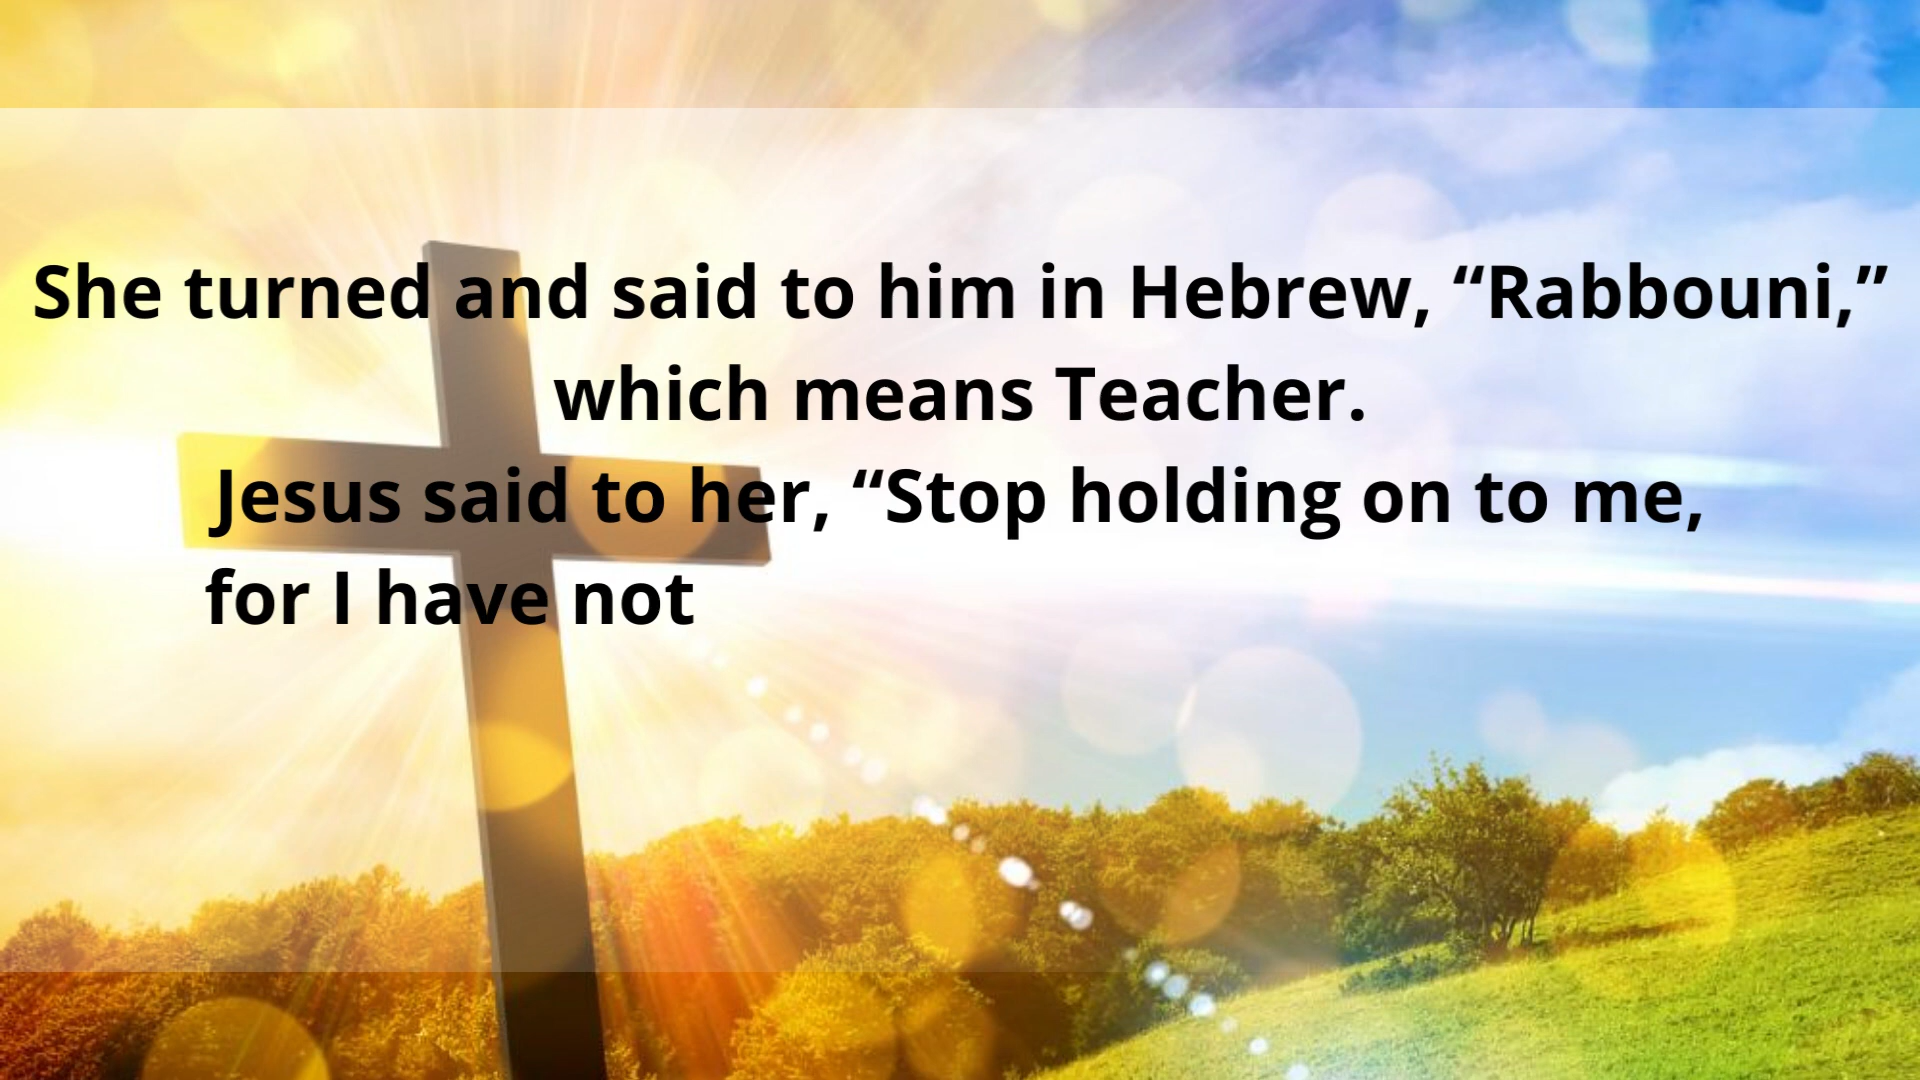 She turned and said to him in Hebrew, “Rabbouni,”
which means Teacher.
Jesus said to her, “Stop holding on to me,
for I have not